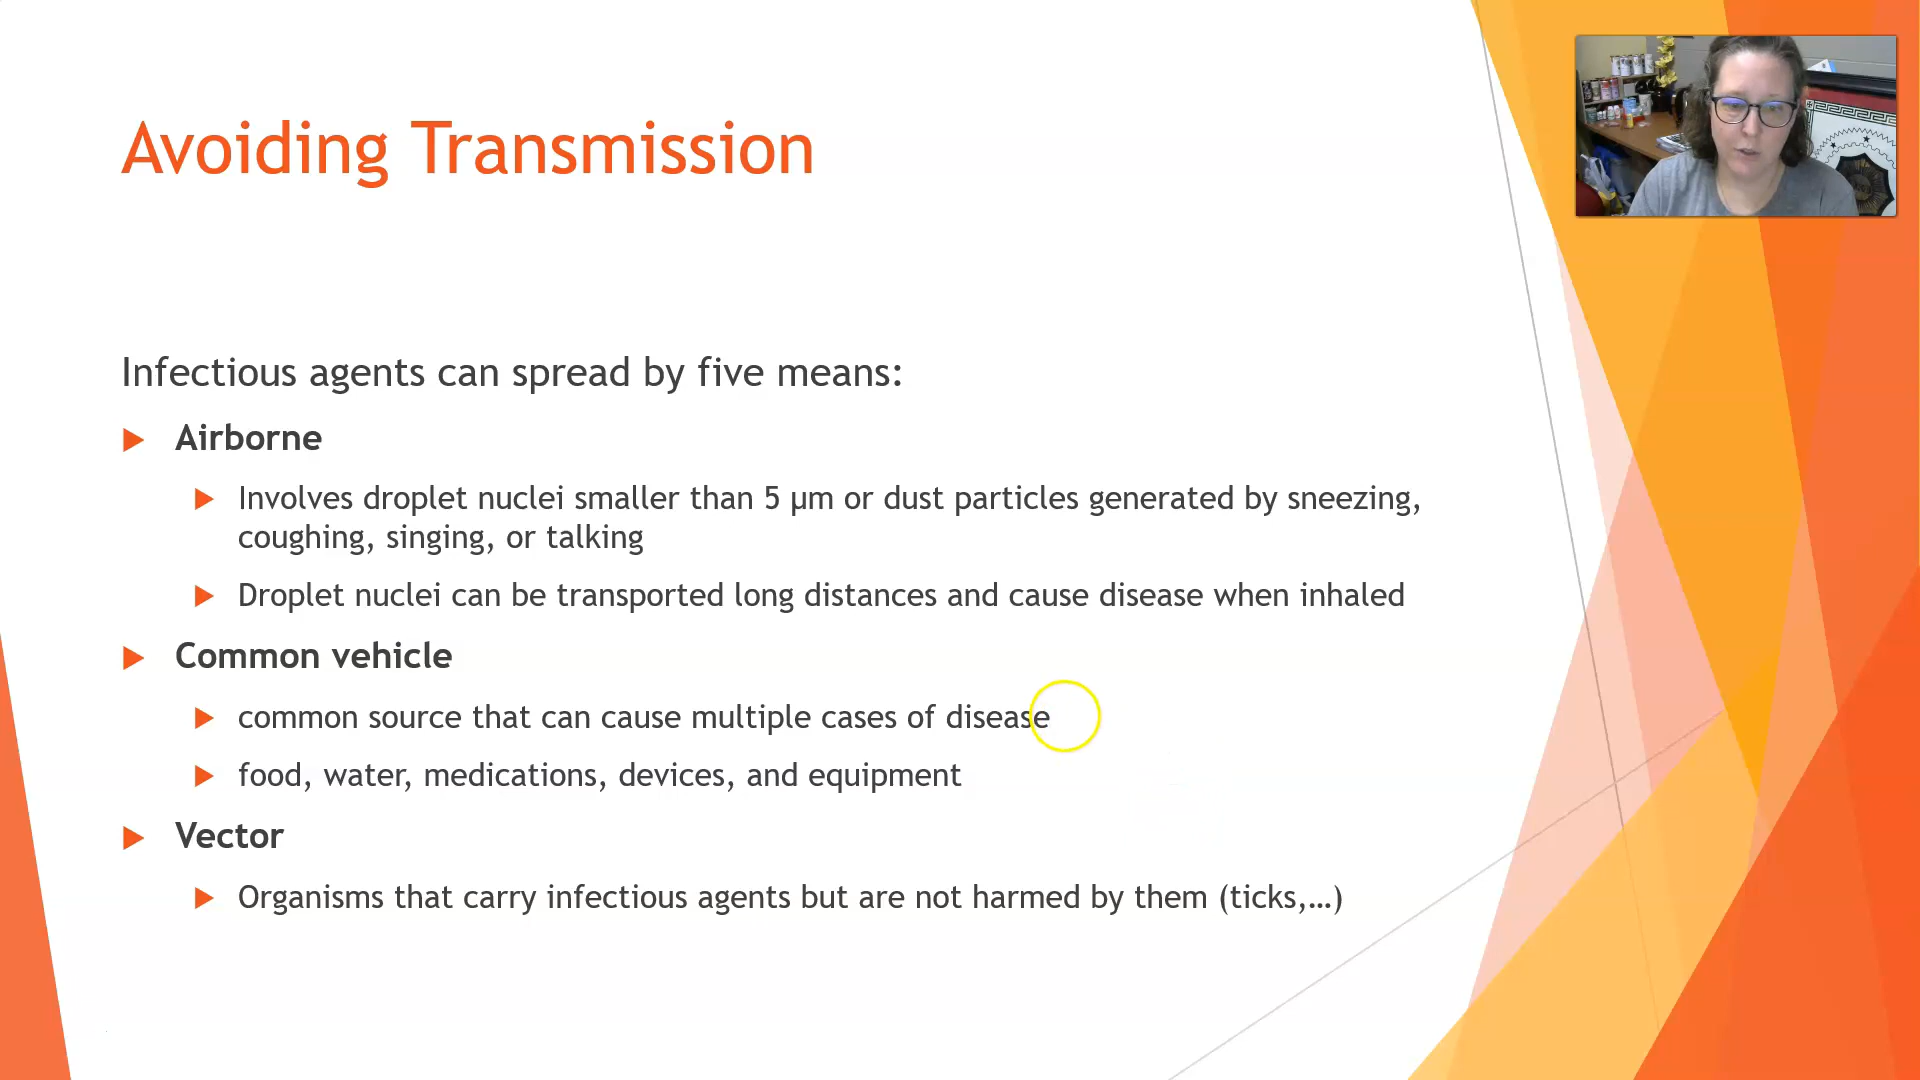 Avoiding Transmission
Infectious agents can spread by five means:
Airborne
Involves droplet nuclei smaller than 5 µm or dust particles generated by sneezing,
coughing, singing, or talking
Droplet nuclei can be transported long distances and cause disease when inhaled
Common vehicle
common source that can cause multiple cases of disease
food, water, medications, devices, and equipment
Vector
Organisms that carry infectious agents but are not harmed by them (ticks,…)